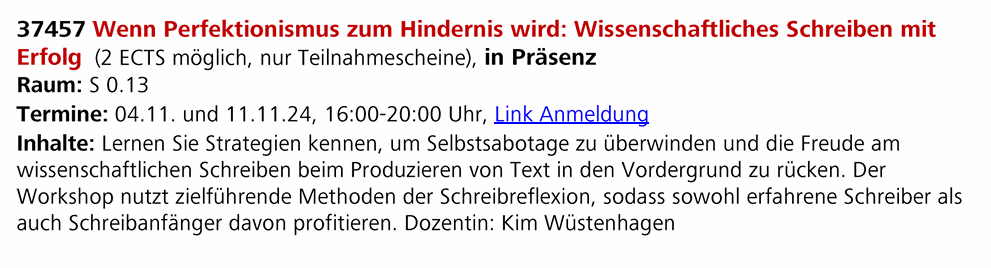 37457 Wenn Perfektionismus zum Hindernis wird: Wissenschaftliches Schreiben mit
Erfolg (2 ECTS möglich, nur Teilnahmescheine), in Präsenz
Raum: S 0.13
Termine: 04.11. und 11.11.24, 16:00-20:00 Uhr, Link Anmeldung
Inhalte: Lernen Sie Strategien kennen, um Selbstsabotage zu überwinden und die Freude am
wissenschaftlichen Schreiben beim Produzieren von Text in den Vordergrund zu rücken. Der
Workshop nutzt zielführende Methoden der Schreibreflexion, sodass sowohl erfahrene Schreiber als
auch Schreibanfänger davon profitieren. Dozentin: Kim Wüstenhagen